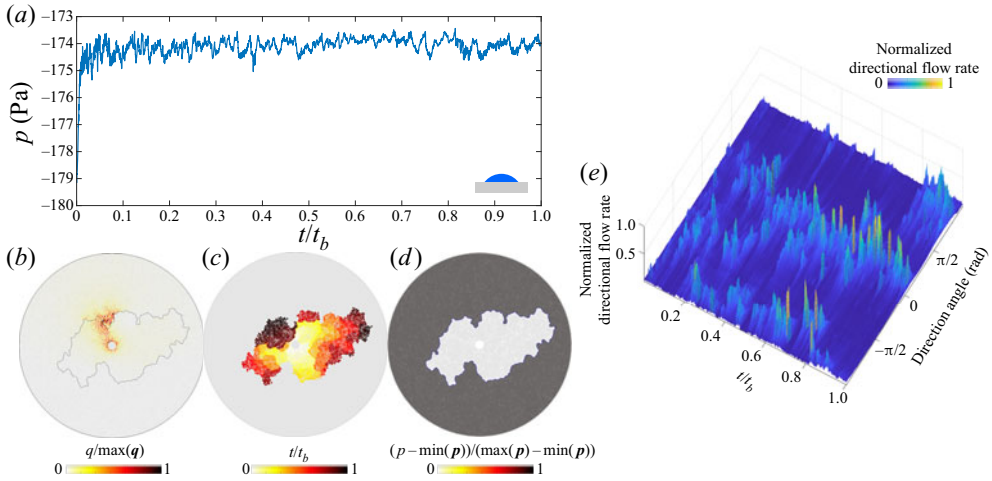 (a)
−173
−174
−175
−176
−177
−178
−179
−180
p (Pa)
0 0.1 0.2 0.3 0.4 0.5 0.6 0.7 0.8 0.9 1.0
t/t_b
(b)
(c)
(d)
q/max(q)
0 1
t/t_b
0 1
(p – min(p))/(max(p) – min(p))
0 1
(e)
Normalized
directional flow rate
0 1
Normalized
directional flow rate
1.0
0.5
0.2
0.4
0.6
0.8
1.0
t/t_b
π/2
0
−π/2
Direction angle (rad)